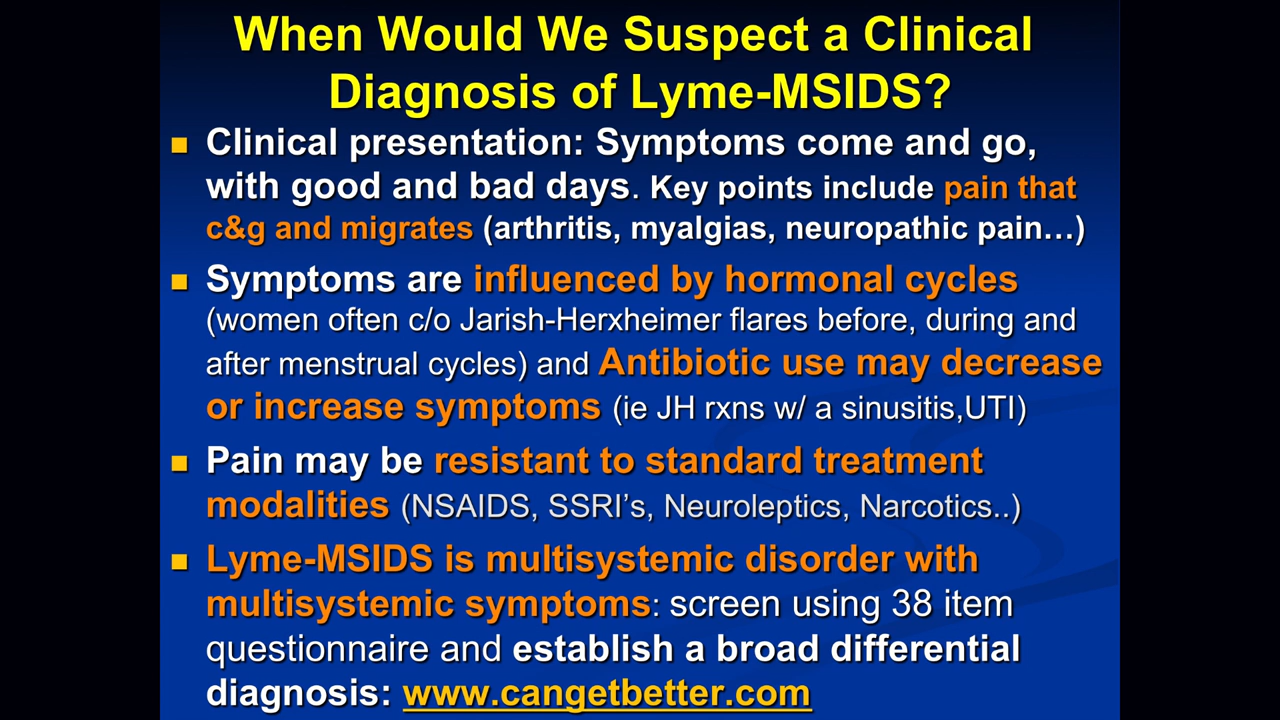 When Would We Suspect a Clinical
Diagnosis of Lyme-MSIDS?
Clinical presentation: Symptoms come and go,
with good and bad days. Key points include pain that
c&g and migrates (arthritis, myalgias, neuropathic pain…)
Symptoms are influenced by hormonal cycles
(women often c/o Jarish-Herxheimer flares before, during and
after menstrual cycles) and Antibiotic use may decrease
or increase symptoms (ie JH rxns w/ a sinusitis,UTI)
Pain may be resistant to standard treatment
modalities (NSAIDS, SSRI’s, Neuroleptics, Narcotics..)
Lyme-MSIDS is multisystemic disorder with
multisystemic symptoms: screen using 38 item
questionnaire and establish a broad differential
diagnosis: www.cangetbetter.com